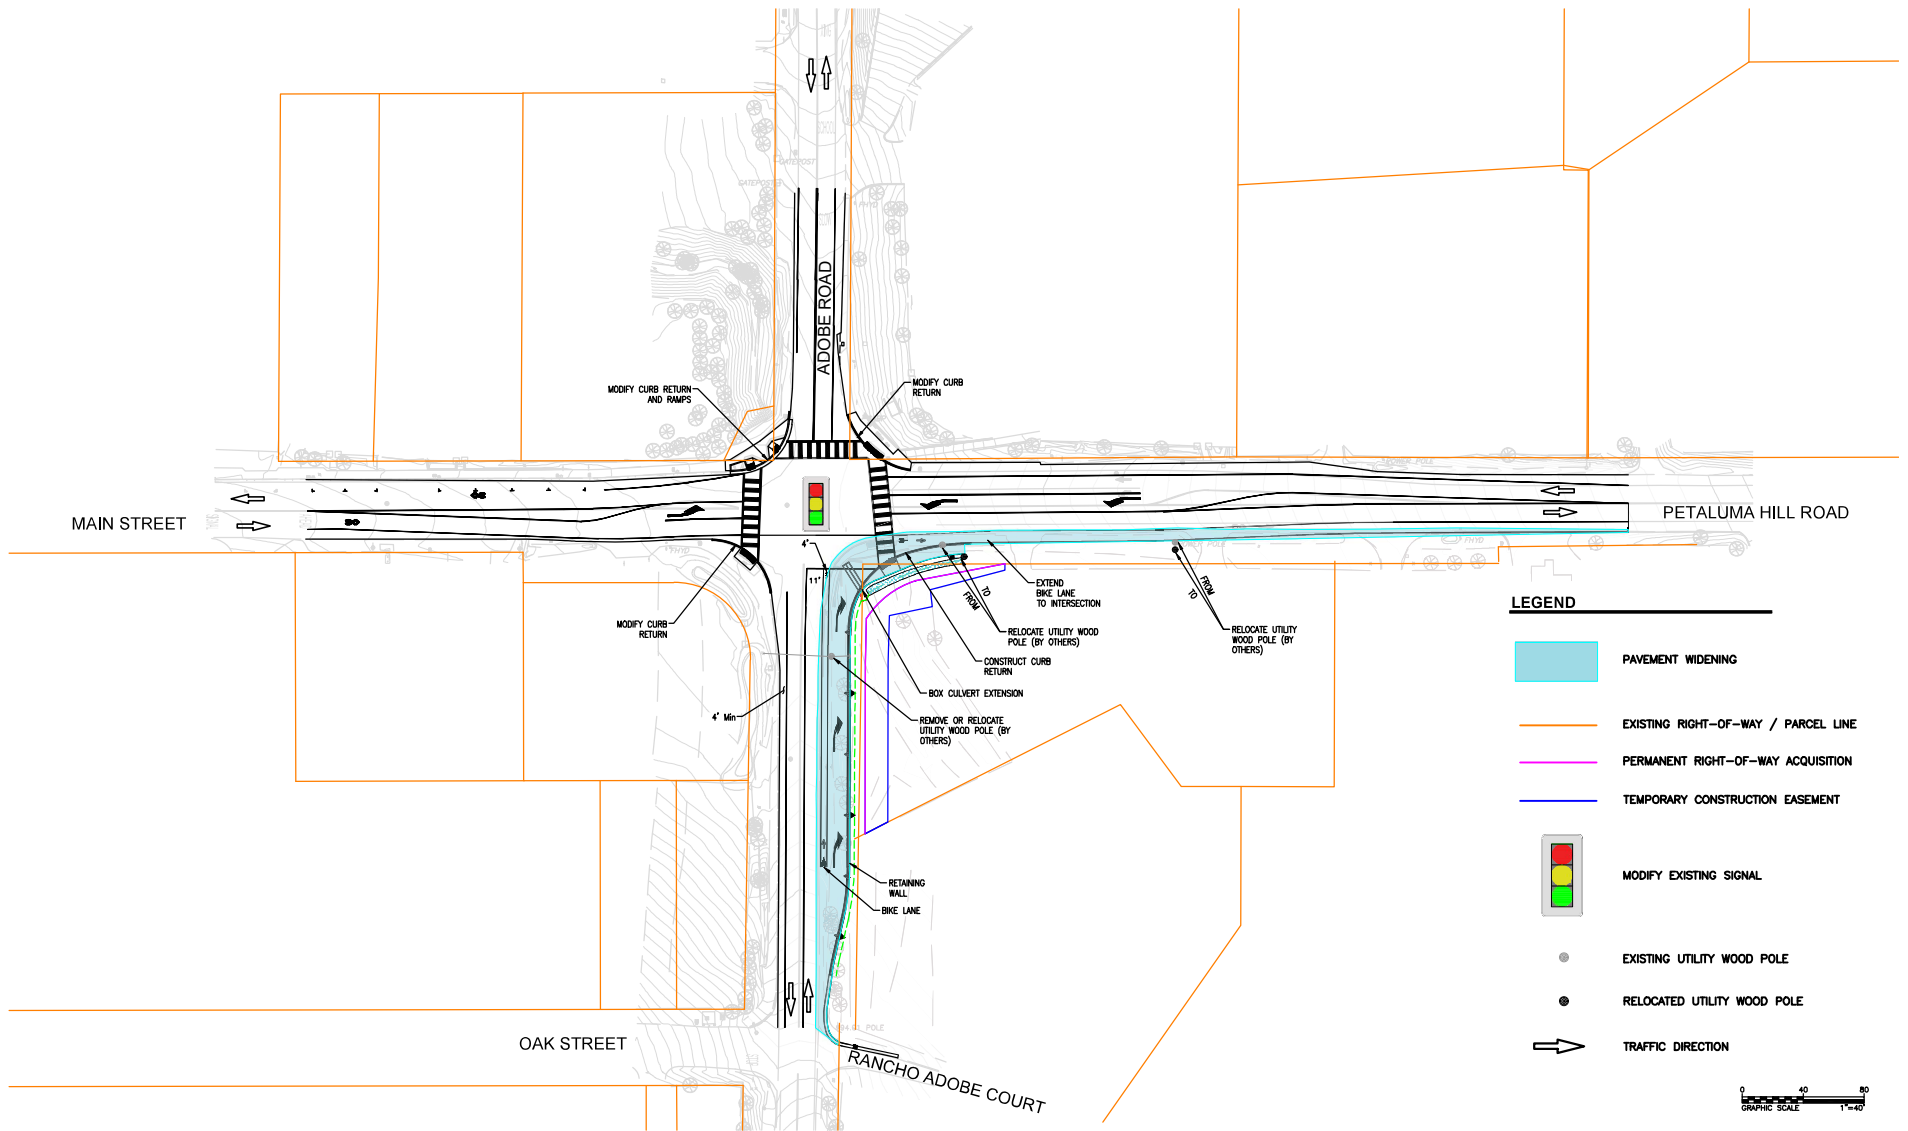 GATEPOST
GATEPOST
FHYD
ADOBE ROAD
MODIFY CURB RETURN
AND RAMPS
MODIFY CURB
RETURN
MAIN STREET
PETALUMA HILL ROAD
FHYD
FHYD
4'
11'
TO
FROM
EXTEND
BIKE LANE
TO INTERSECTION
FROM
TO
MODIFY CURB
RETURN
RELOCATE UTILITY WOOD
POLE (BY OTHERS)
RELOCATE UTILITY
WOOD POLE (BY
OTHERS)
CONSTRUCT CURB
RETURN
BOX CULVERT EXTENSION
4' Min
REMOVE OR RELOCATE
UTILITY WOOD POLE (BY
OTHERS)
RETAINING
WALL
BIKE LANE
OAK STREET
RANCHO ADOBE COURT
LEGEND
PAVEMENT WIDENING
EXISTING RIGHT-OF-WAY / PARCEL LINE
PERMANENT RIGHT-OF-WAY ACQUISITION
TEMPORARY CONSTRUCTION EASEMENT
MODIFY EXISTING SIGNAL
EXISTING UTILITY WOOD POLE
RELOCATED UTILITY WOOD POLE
TRAFFIC DIRECTION
0 40 80
GRAPHIC SCALE 1"=40'